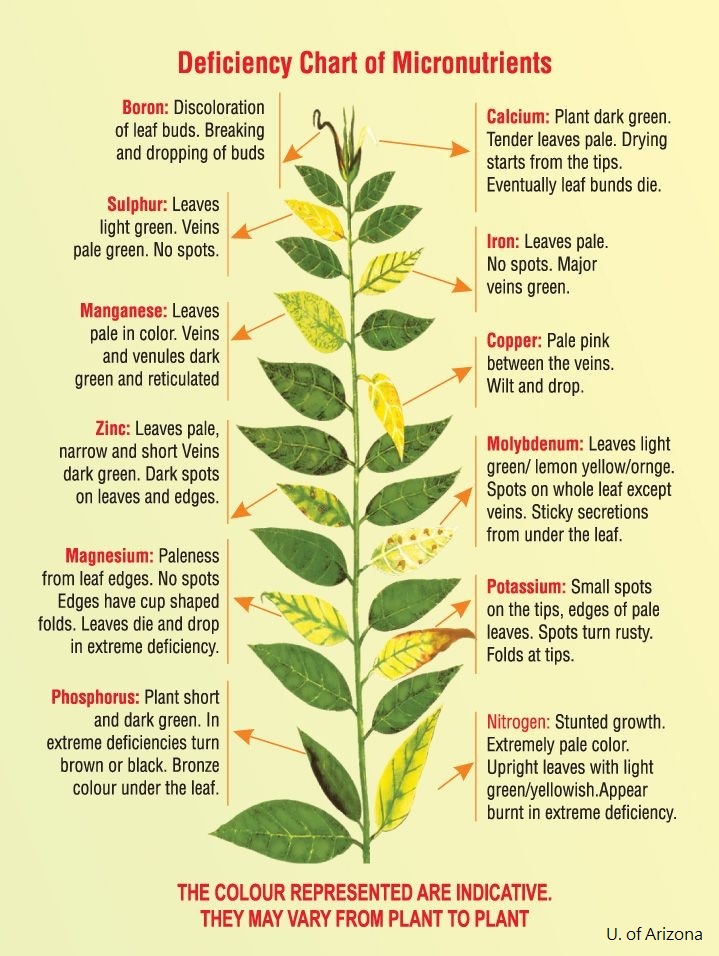 Deficiency Chart of Micronutrients
Boron: Discoloration
of leaf buds. Breaking
and dropping of buds
Sulphur: Leaves
light green. Veins
pale green. No spots.
Manganese: Leaves
pale in color. Veins
and venules dark
green and reticulated
Zinc: Leaves pale,
narrow and short Veins
dark green. Dark spots
on leaves and edges.
Magnesium: Paleness
from leaf edges. No spots
Edges have cup shaped
folds. Leaves die and drop
in extreme deficiency.
Phosphorus: Plant short
and dark green. In
extreme deficiencies turn
brown or black. Bronze
colour under the leaf.
Calcium: Plant dark green.
Tender leaves pale. Drying
starts from the tips.
Eventually leaf bunds die.
Iron: Leaves pale.
No spots. Major
veins green.
Copper: Pale pink
between the veins.
Wilt and drop.
Molybdenum: Leaves light
green/ lemon yellow/ornge.
Spots on whole leaf except
veins. Sticky secretions
from under the leaf.
Potassium: Small spots
on the tips, edges of pale
leaves. Spots turn rusty.
Folds at tips.
Nitrogen: Stunted growth.
Extremely pale color.
Upright leaves with light
green/yellowish.Appear
burnt in extreme deficiency.
THE COLOUR REPRESENTED ARE INDICATIVE.
THEY MAY VARY FROM PLANT TO PLANT
U. of Arizona